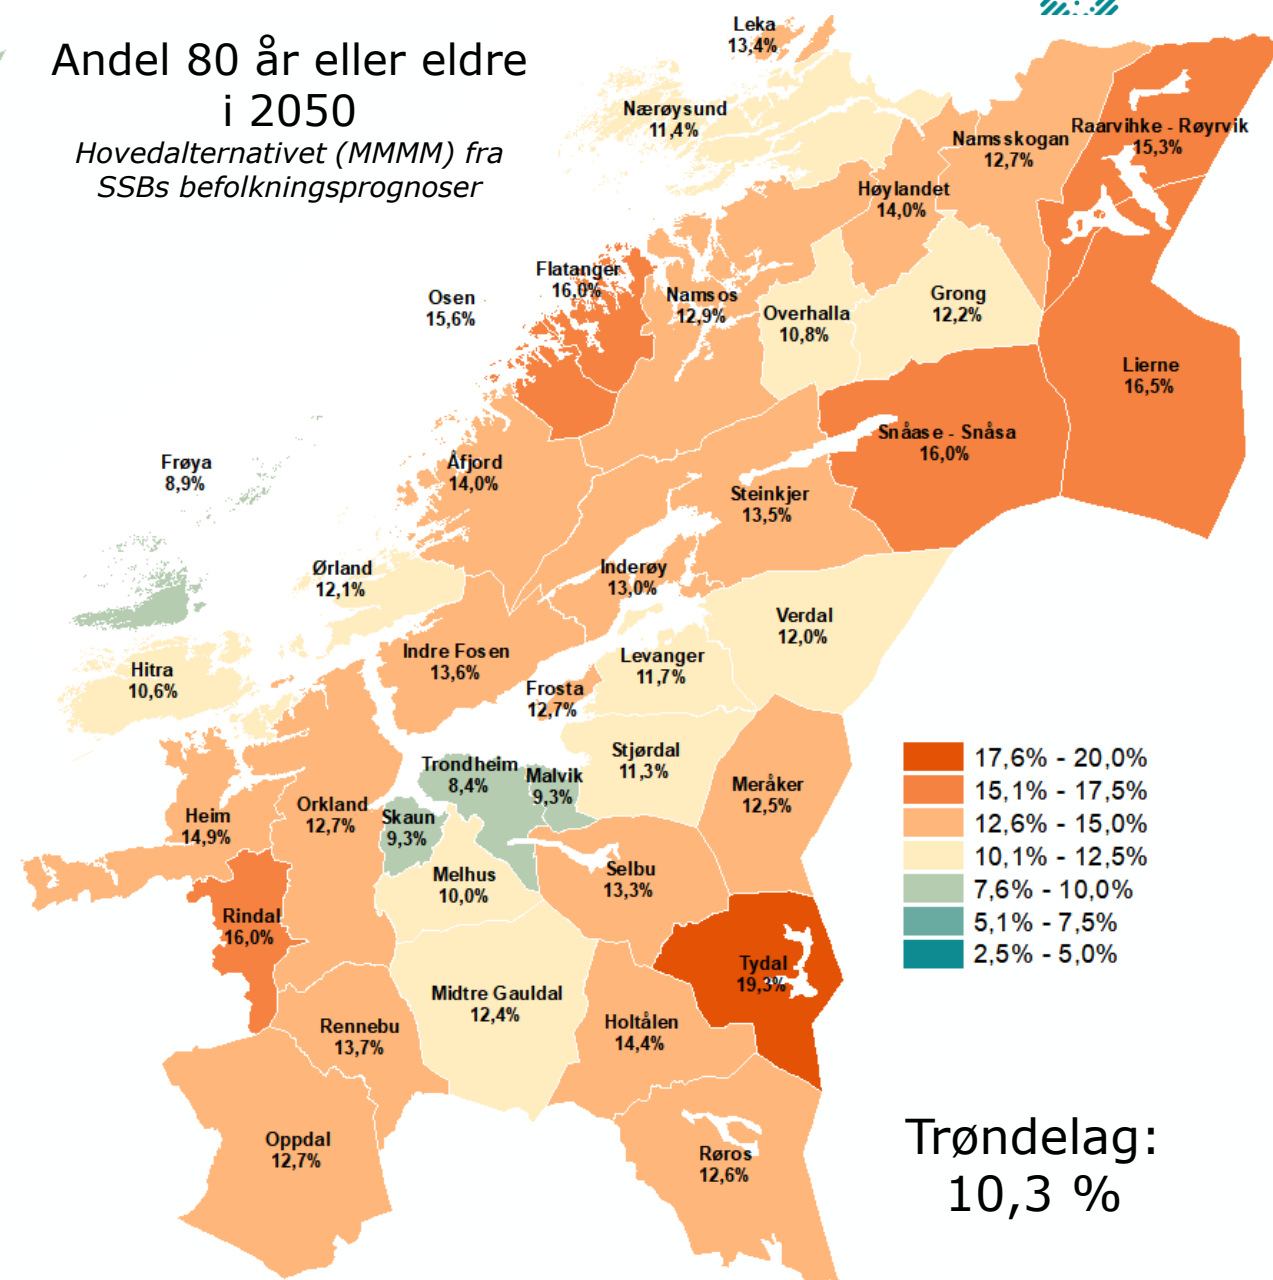 Andel 80 år eller eldre
i 2050
Hovedalternativet (MMMM) fra
SSBs befolkningsprognoser
Leka
13,4%
Nærøysund
11,4%
Namsskogan
12,7%
Raarvihke - Røyrvik
15,3%
Høylandet
14,0%
Flatanger
16,0%
Osen
15,6%
Namsos
12,9%
Overhalla
10,8%
Grong
12,2%
Lierne
16,5%
Snåase - Snåsa
16,0%
Frøya
8,9%
Åfjord
14,0%
Steinkjer
13,5%
Ørland
12,1%
Inderøy
13,0%
Verdal
12,0%
Hitra
10,6%
Indre Fosen
13,6%
Levanger
11,7%
Frosta
12,7%
Stjørdal
11,3%
Trondheim
8,4%
Malvik
9,3%
Meråker
12,5%
Heim
14,9%
Orkland
12,7%
Skaun
9,3%
Melhus
10,0%
Selbu
13,3%
Rindal
16,0%
Tydal
19,3%
Midtre Gauldal
12,4%
Rennebu
13,7%
Holtålen
14,4%
Oppdal
12,7%
Røros
12,6%
17,6% - 20,0%
15,1% - 17,5%
12,6% - 15,0%
10,1% - 12,5%
7,6% - 10,0%
5,1% - 7,5%
2,5% - 5,0%
Trøndelag:
10,3 %